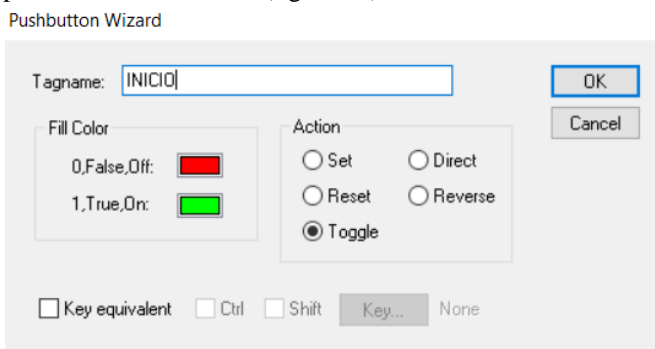 Pushbutton Wizard
Tagname: INICIO
OK
Cancel
Fill Color
0,False,Off:
1,True,On:
Action
Set Direct
Reset Reverse
Toggle
Key equivalent Ctrl Shift Key... None